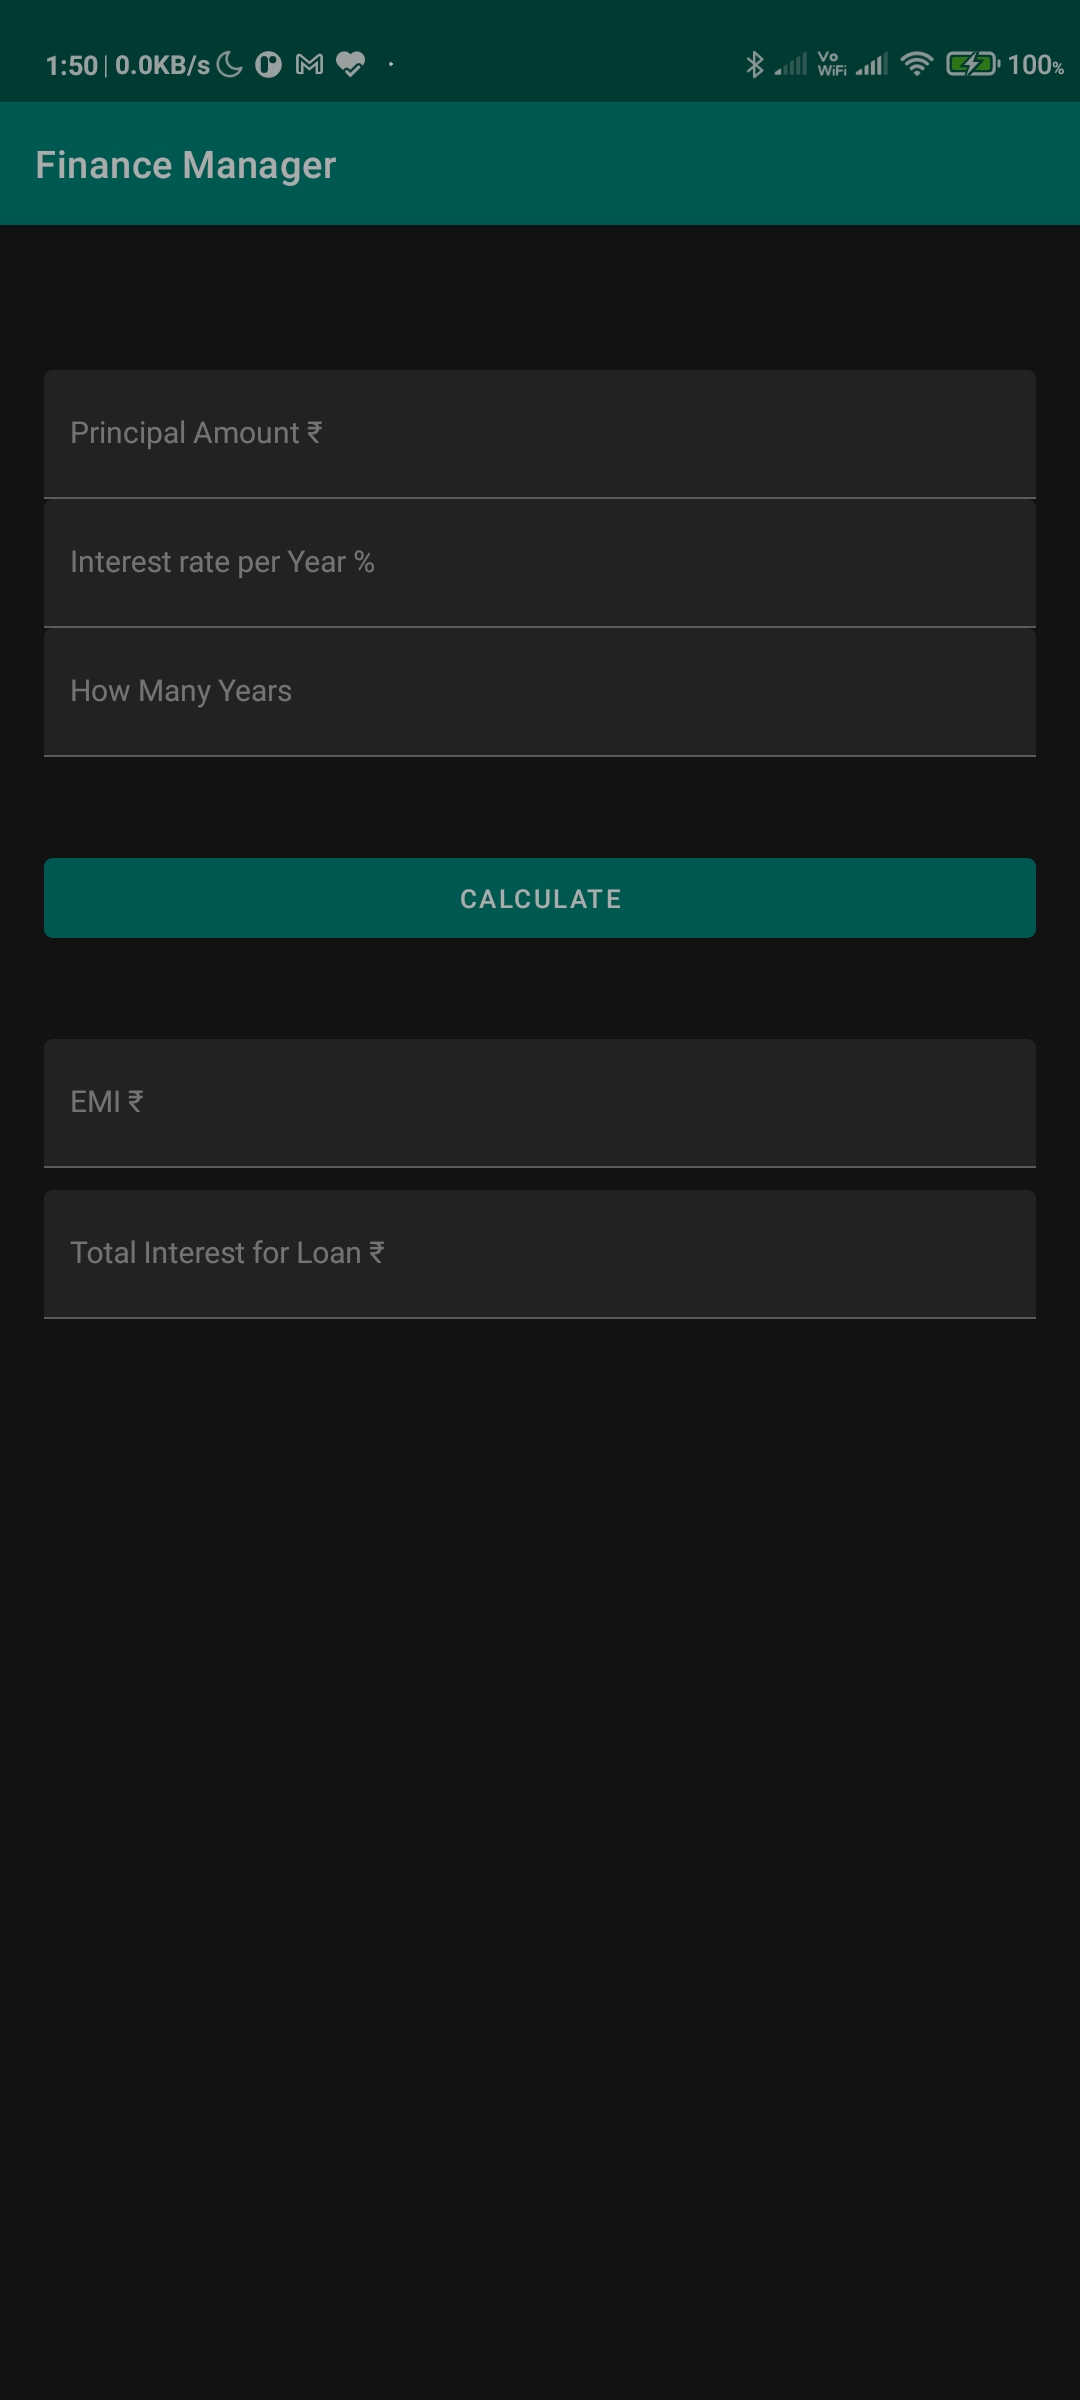 1:50 | 0.0KB/s Vo WiFi 100%
Finance Manager
Principal Amount ₹
Interest rate per Year %
How Many Years
CALCULATE
EMI ₹
Total Interest for Loan ₹